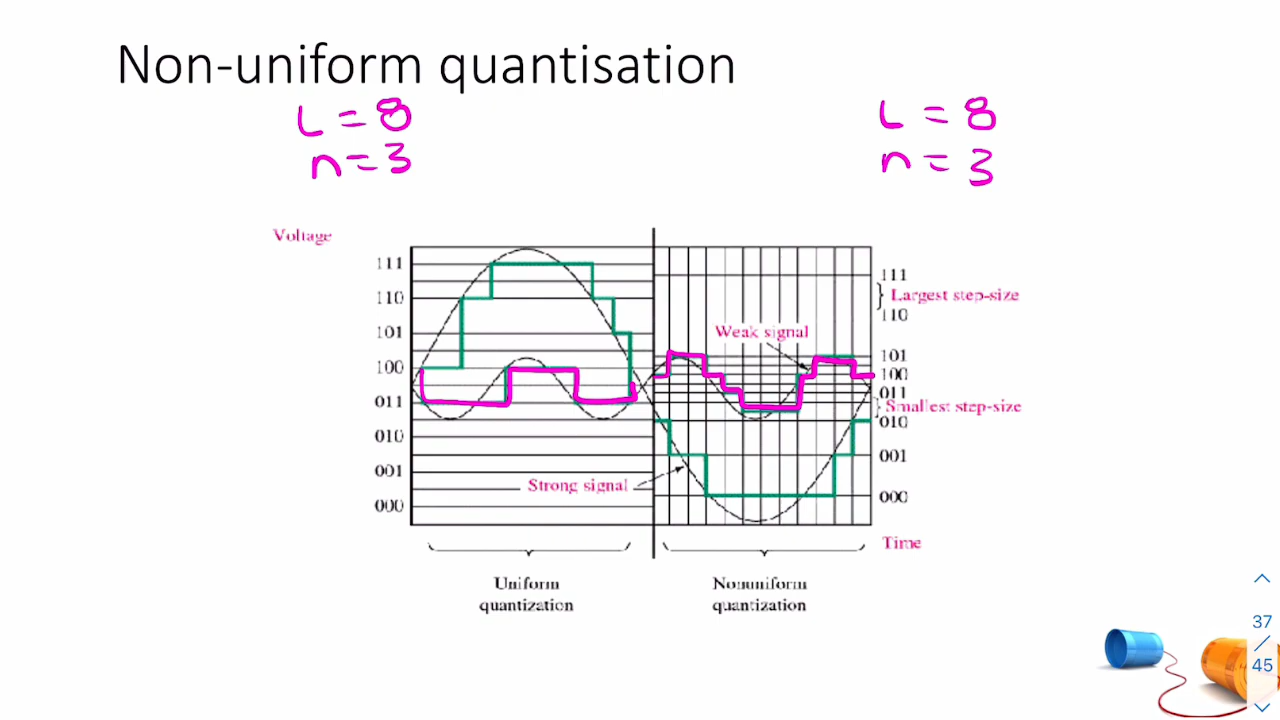 Non-uniform quantisation
L = 8
n = 3
L = 8
n = 3
Voltage
111
110
101
100
011
010
001
000
Weak signal
Strong signal
111
Largest step-size
110
101
100
011
Smallest step-size
010
001
000
Time
Uniform
quantization
Nonuniform
quantization
37
/
45